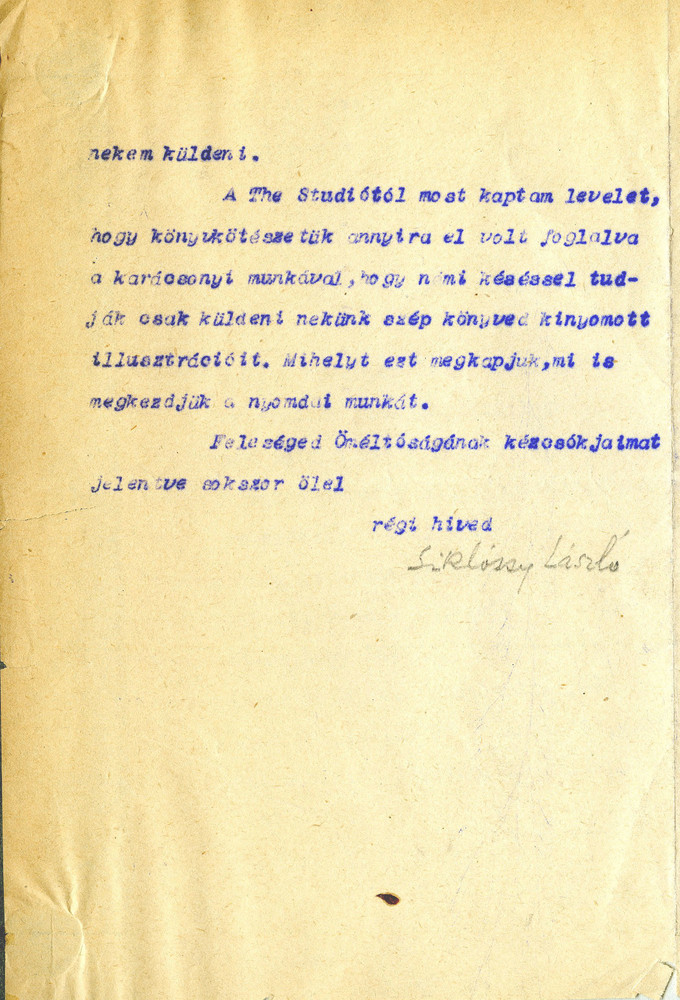 nekem küldeni.
A The Studiótól most kaptam levelet,
hogy könyvkötészetük annyira el volt foglalva
a karácsonyi munkával,hogy némi késéssel tud-
ják csak küldeni nekünk szép könyved kinyomott
illusztrációit. Mihelyt ezt megkapjuk,mi is
megkezdjük a nyomdai munkát.
Feleséged Őméltóságának kézcsókjaimat
jelentve sokszor ölel
régi híved
Siklóssy László